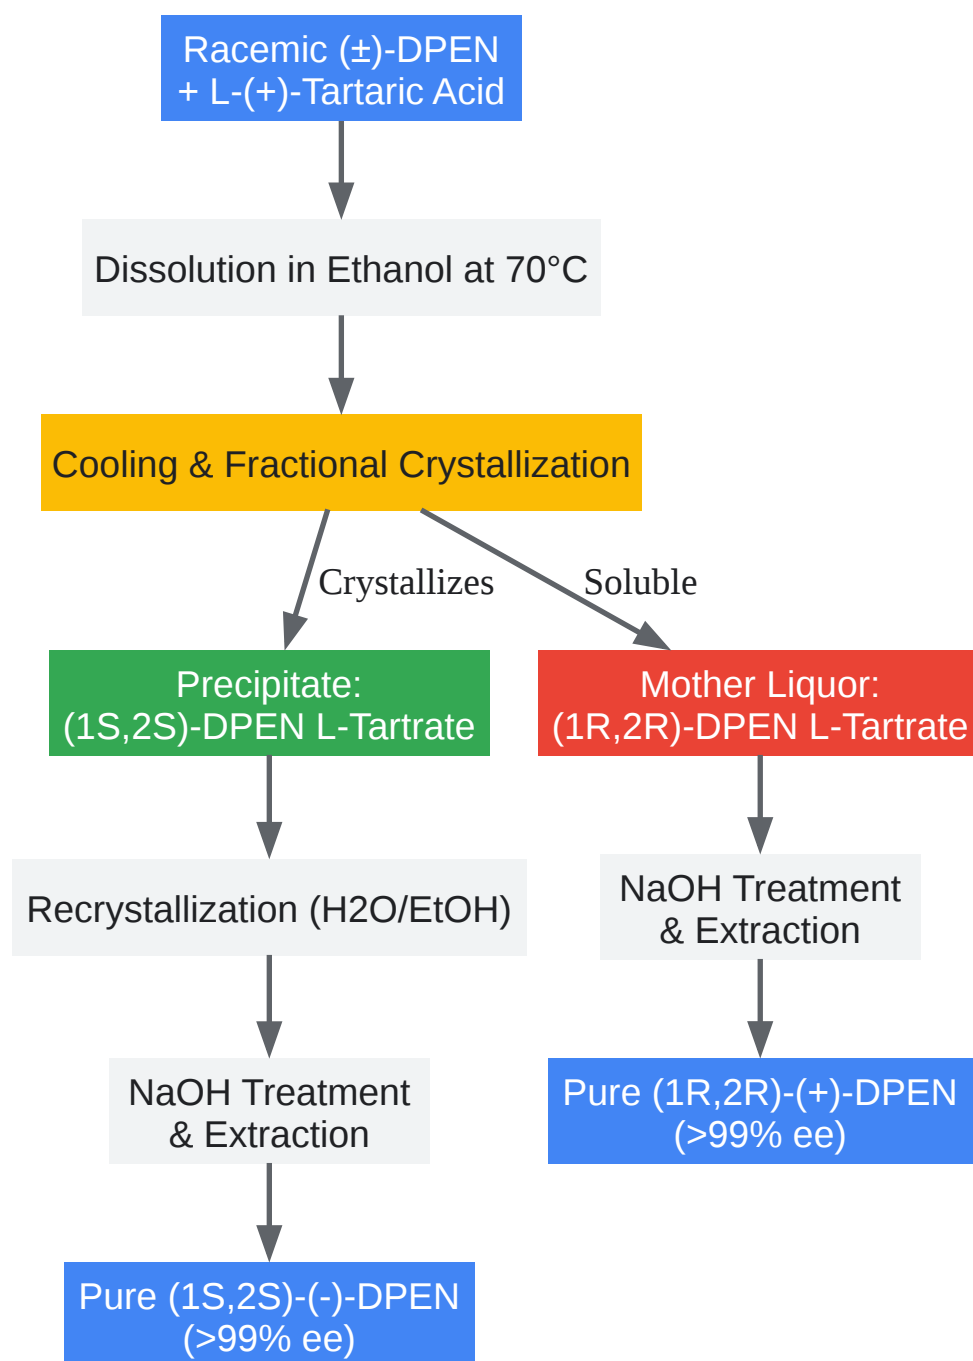 Racemic (±)-DPEN
+ L-(+)-Tartaric Acid
Dissolution in Ethanol at 70°C
Cooling & Fractional Crystallization
Crystallizes
Soluble
Precipitate:
(1S,2S)-DPEN L-Tartrate
Mother Liquor:
(1R,2R)-DPEN L-Tartrate
Recrystallization (H2O/EtOH)
NaOH Treatment
& Extraction
NaOH Treatment
& Extraction
Pure (1R,2R)-(+)-DPEN
(>99% ee)
Pure (1S,2S)-(-)-DPEN
(>99% ee)